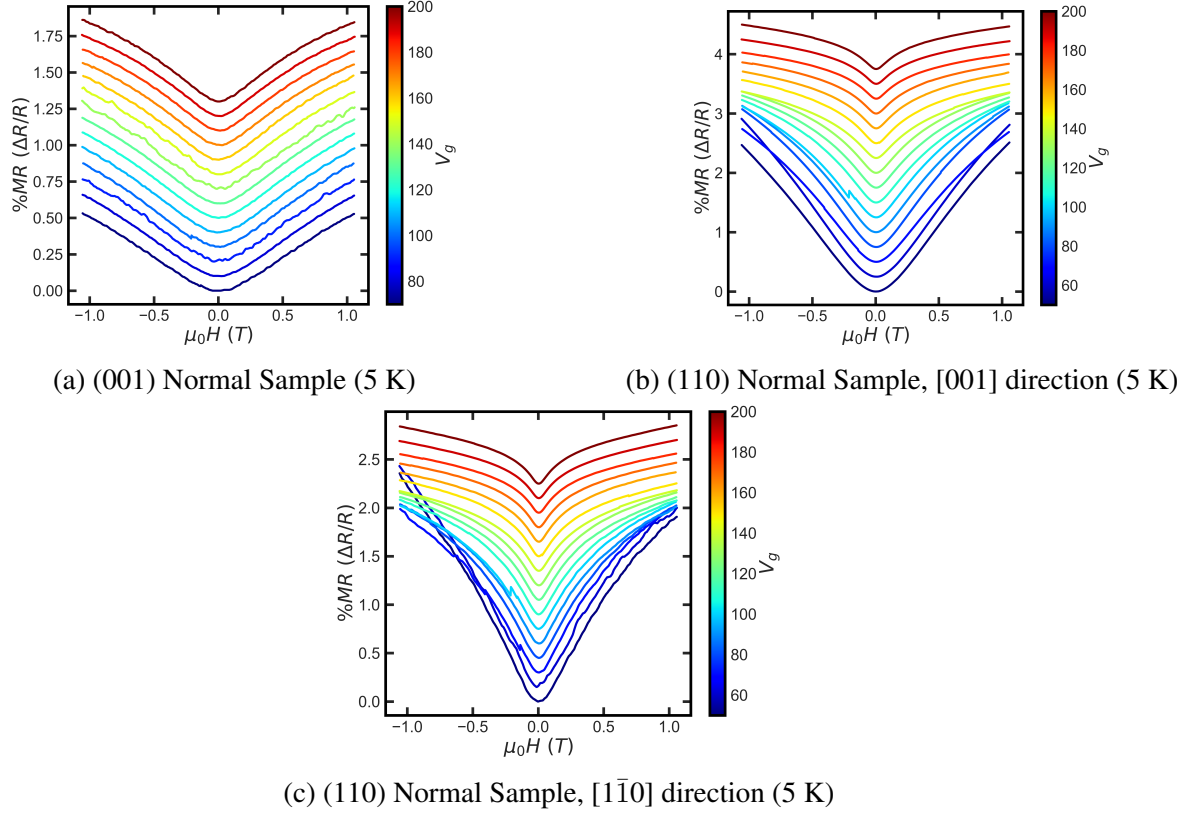 1.75
1.50
1.25
1.00
0.75
0.50
0.25
0.00
%MR (ΔR/R)
−1.0 −0.5 0.0 0.5 1.0
μ₀H (T)
200
180
160
140
120
100
80
V_g
(a) (001) Normal Sample (5 K)
4
3
2
1
0
%MR (ΔR/R)
−1.0 −0.5 0.0 0.5 1.0
μ₀H (T)
200
180
160
140
120
100
80
60
V_g
(b) (110) Normal Sample, [001] direction (5 K)
2.5
2.0
1.5
1.0
0.5
0.0
%MR (ΔR/R)
−1.0 −0.5 0.0 0.5 1.0
μ₀H (T)
200
180
160
140
120
100
80
60
V_g
(c) (110) Normal Sample, [11̄0] direction (5 K)